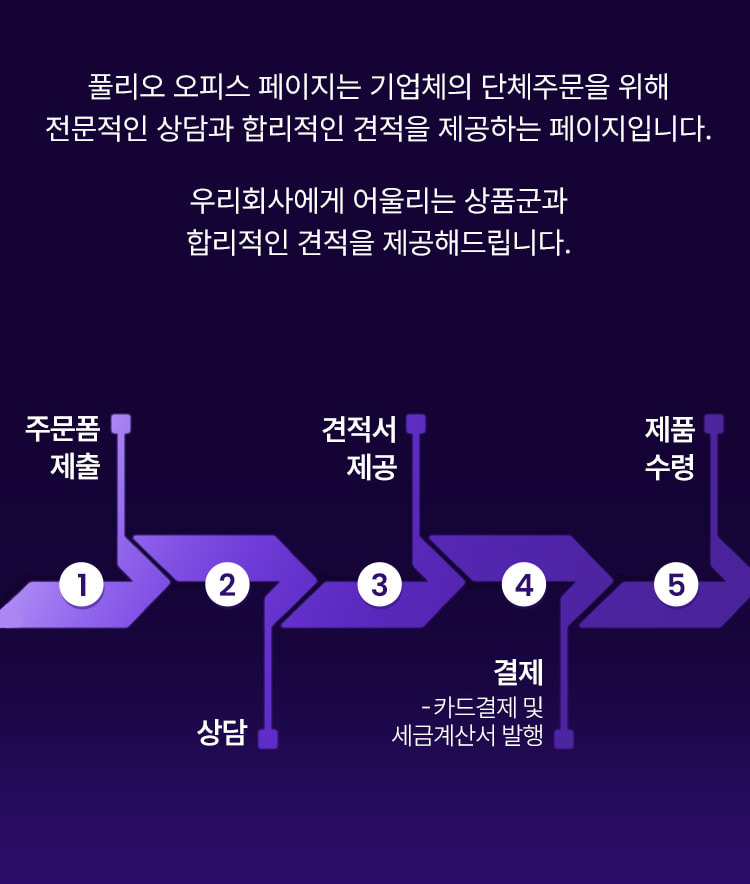 풀리오 오피스 페이지는 기업체의 단체주문을 위해
전문적인 상담과 합리적인 견적을 제공하는 페이지입니다.
우리회사에게 어울리는 상품군과
합리적인 견적을 제공해드립니다.
주문폼
제출
1
2
상담
견적서
제공
3
4
결제
-카드결제 및
세금계산서 발행
제품
수령
5